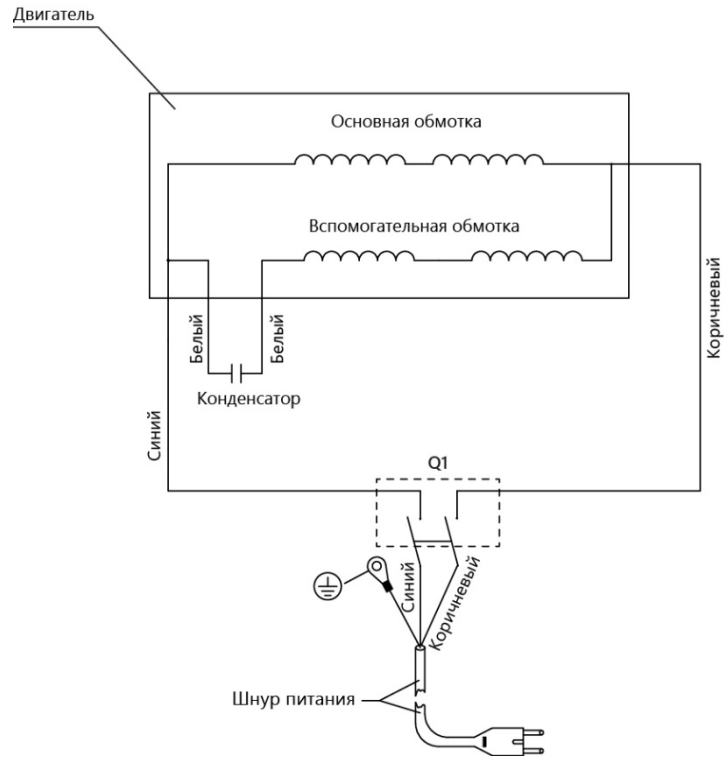 Двигатель
Основная обмотка
Вспомогательная обмотка
Белый
Белый
Конденсатор
Коричневый
Синий
Q1
Синий
Коричневый
Шнур питания